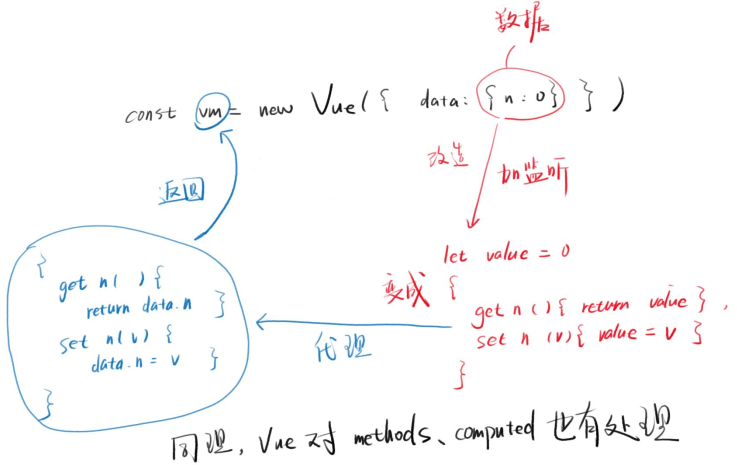 数据
const vm = new Vue({ data: {n:0} })
改造
加监听
返回
let value = 0
变成
{
get n(){ return value },
set n(v){ value = v }
}
代理
{
get n( ){
return data.n }
set n(v) {
data.n = v }
}
同理, Vue 对 methods、computed 也有处理